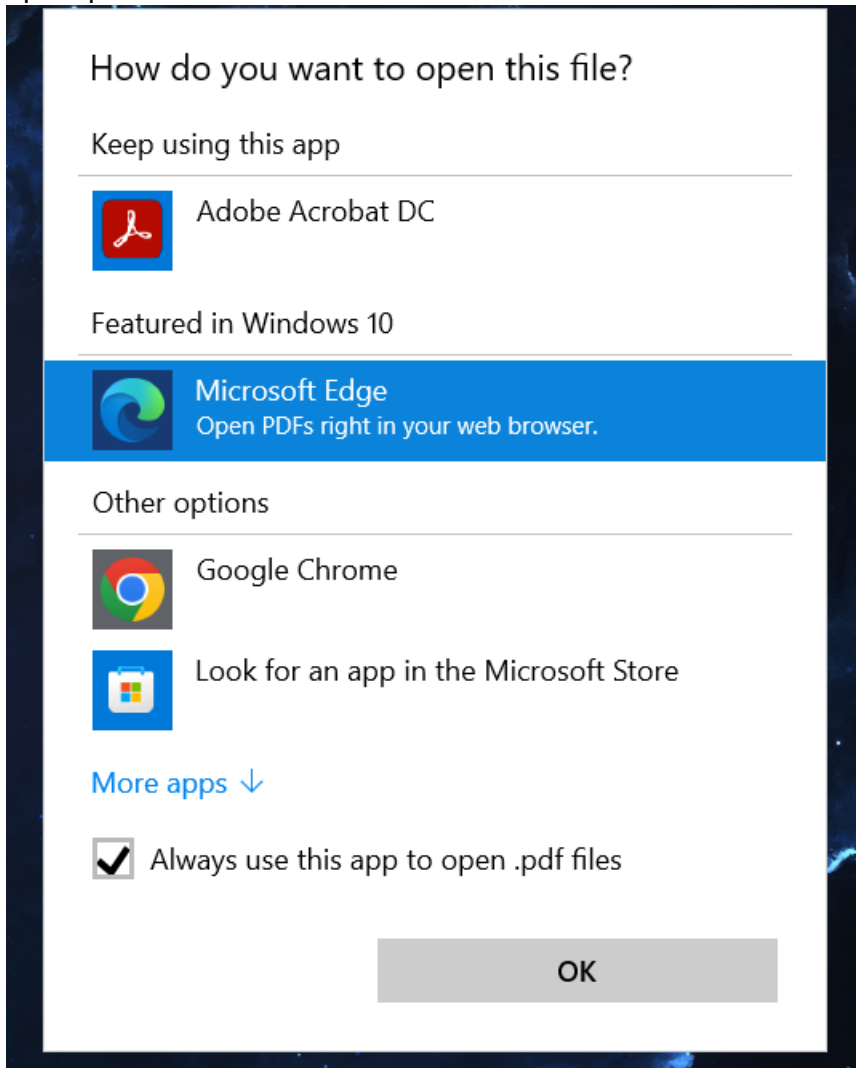 How do you want to open this file?
Keep using this app
Adobe Acrobat DC
Featured in Windows 10
Microsoft Edge
Open PDFs right in your web browser.
Other options
Google Chrome
Look for an app in the Microsoft Store
More apps ↓
Always use this app to open .pdf files
OK